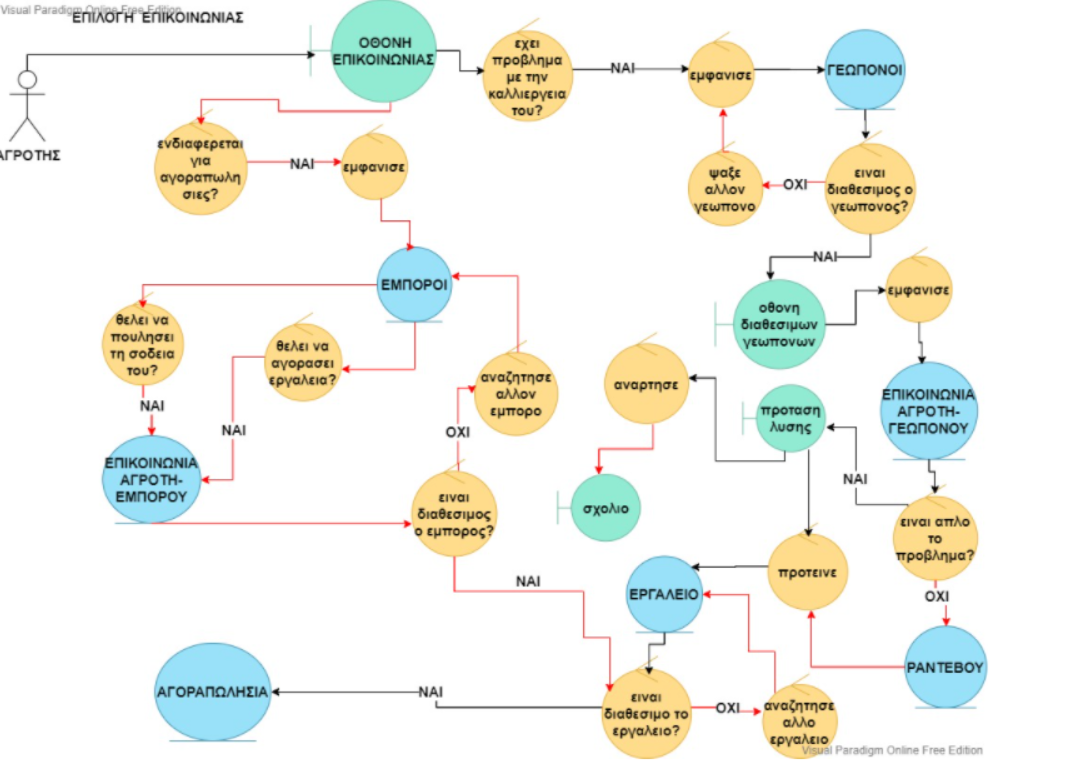 Visual Paradigm Online Free Edition
ΕΠΙΛΟΓΗ ΕΠΙΚΟΙΝΩΝΙΑΣ
ΑΓΡΟΤΗΣ
ΟΘΟΝΗ
ΕΠΙΚΟΙΝΩΝΙΑΣ
εχει
προβλημα
με την
καλλιεργεια
του?
ΝΑΙ
εμφανισε
ΓΕΩΠΟΝΟΙ
ενδιαφερεται
για
αγοραπωλη
σιες?
ΝΑΙ
εμφανισε
ψαξε
αλλον
γεωπονο
ΟΧΙ
ειναι
διαθεσιμος ο
γεωπονος?
ΝΑΙ
ΕΜΠΟΡΟΙ
οθονη
διαθεσιμων
γεωπονων
εμφανισε
θελει να
πουλησει
τη σοδεια
του?
θελει να
αγορασει
εργαλεια?
αναζητησε
αλλον
εμπορο
αναρτησε
προταση
λυσης
ΕΠΙΚΟΙΝΩΝΙΑ
ΑΓΡΟΤΗ-
ΓΕΩΠΟΝΟΥ
ΝΑΙ
ΝΑΙ
ΟΧΙ
ΝΑΙ
ΕΠΙΚΟΙΝΩΝΙΑ
ΑΓΡΟΤΗ-
ΕΜΠΟΡΟΥ
ειναι
διαθεσιμος
ο εμπορος?
σχολιο
ειναι απλο
το
προβλημα?
ΝΑΙ
ΕΡΓΑΛΕΙΟ
προτεινε
ΟΧΙ
ΡΑΝΤΕΒΟΥ
ΑΓΟΡΑΠΩΛΗΣΙΑ
ΝΑΙ
ειναι
διαθεσιμο το
εργαλειο?
ΟΧΙ
αναζητησε
αλλο
εργαλειο
Visual Paradigm Online Free Edition